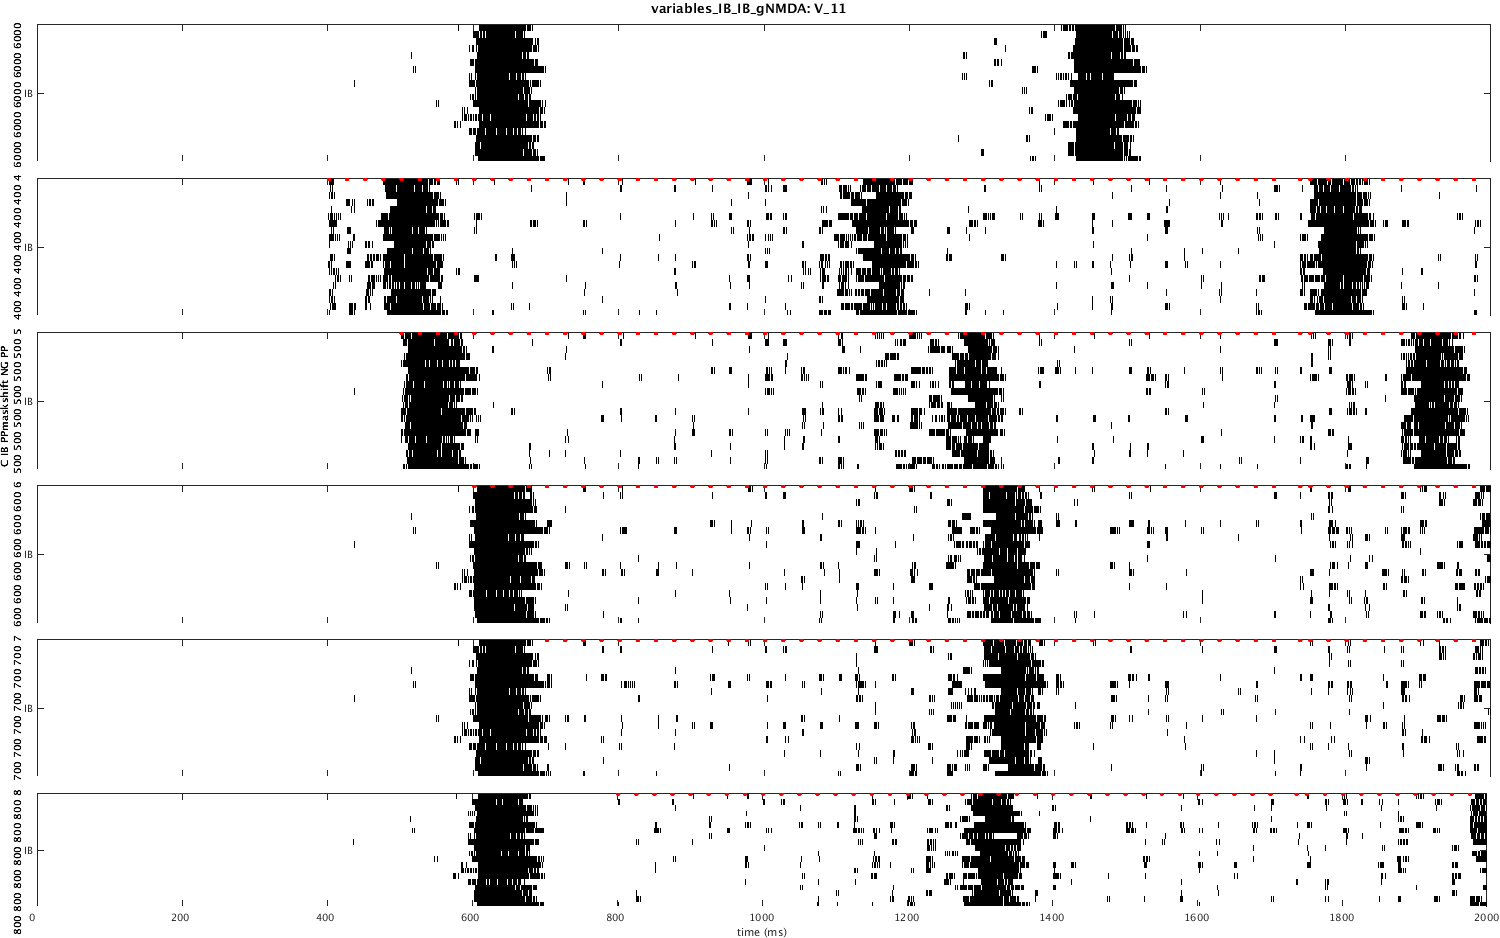 variables_IB_IB_gNMDA: V_11
6000 6000 6000 6000 6000
IB
400 400 400 400 400 4
IB
C IB PPmaskshift NG PP
500 500 500 500 500 5
IB
600 600 600 600 600 6
IB
700 700 700 700 700 7
IB
800 800 800 800 800 8
IB
0 200 400 600 800 1000 1200 1400 1600 1800 2000
time (ms)